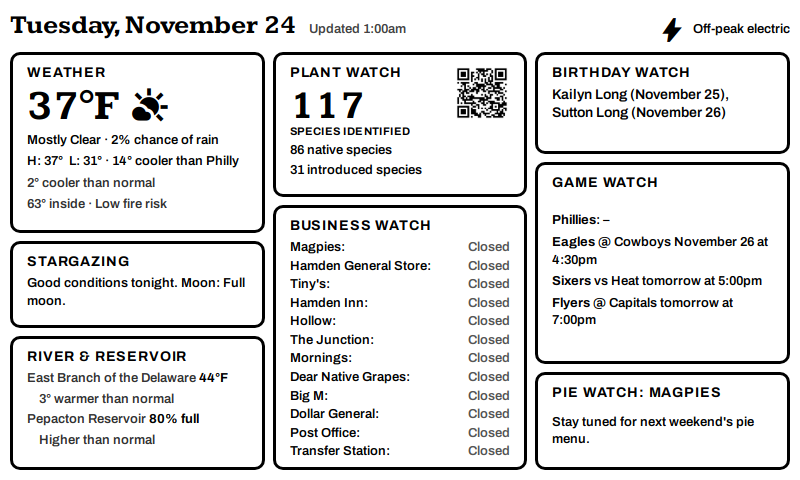 Tuesday, November 24 Updated 1:00am
Off-peak electric
WEATHER
37°F
Mostly Clear · 2% chance of rain
H: 37° L: 31° · 14° cooler than Philly
2° cooler than normal
63° inside · Low fire risk
STARGAZING
Good conditions tonight. Moon: Full
moon.
RIVER & RESERVOIR
East Branch of the Delaware 44°F
3° warmer than normal
Pepacton Reservoir 80% full
Higher than normal
PLANT WATCH
117
SPECIES IDENTIFIED
86 native species
31 introduced species
BUSINESS WATCH
Magpies: Closed
Hamden General Store: Closed
Tiny's: Closed
Hamden Inn: Closed
Hollow: Closed
The Junction: Closed
Mornings: Closed
Dear Native Grapes: Closed
Big M: Closed
Dollar General: Closed
Post Office: Closed
Transfer Station: Closed
BIRTHDAY WATCH
Kailyn Long (November 25),
Sutton Long (November 26)
GAME WATCH
Phillies: –
Eagles @ Cowboys November 26 at
4:30pm
Sixers vs Heat tomorrow at 5:00pm
Flyers @ Capitals tomorrow at
7:00pm
PIE WATCH: MAGPIES
Stay tuned for next weekend's pie
menu.